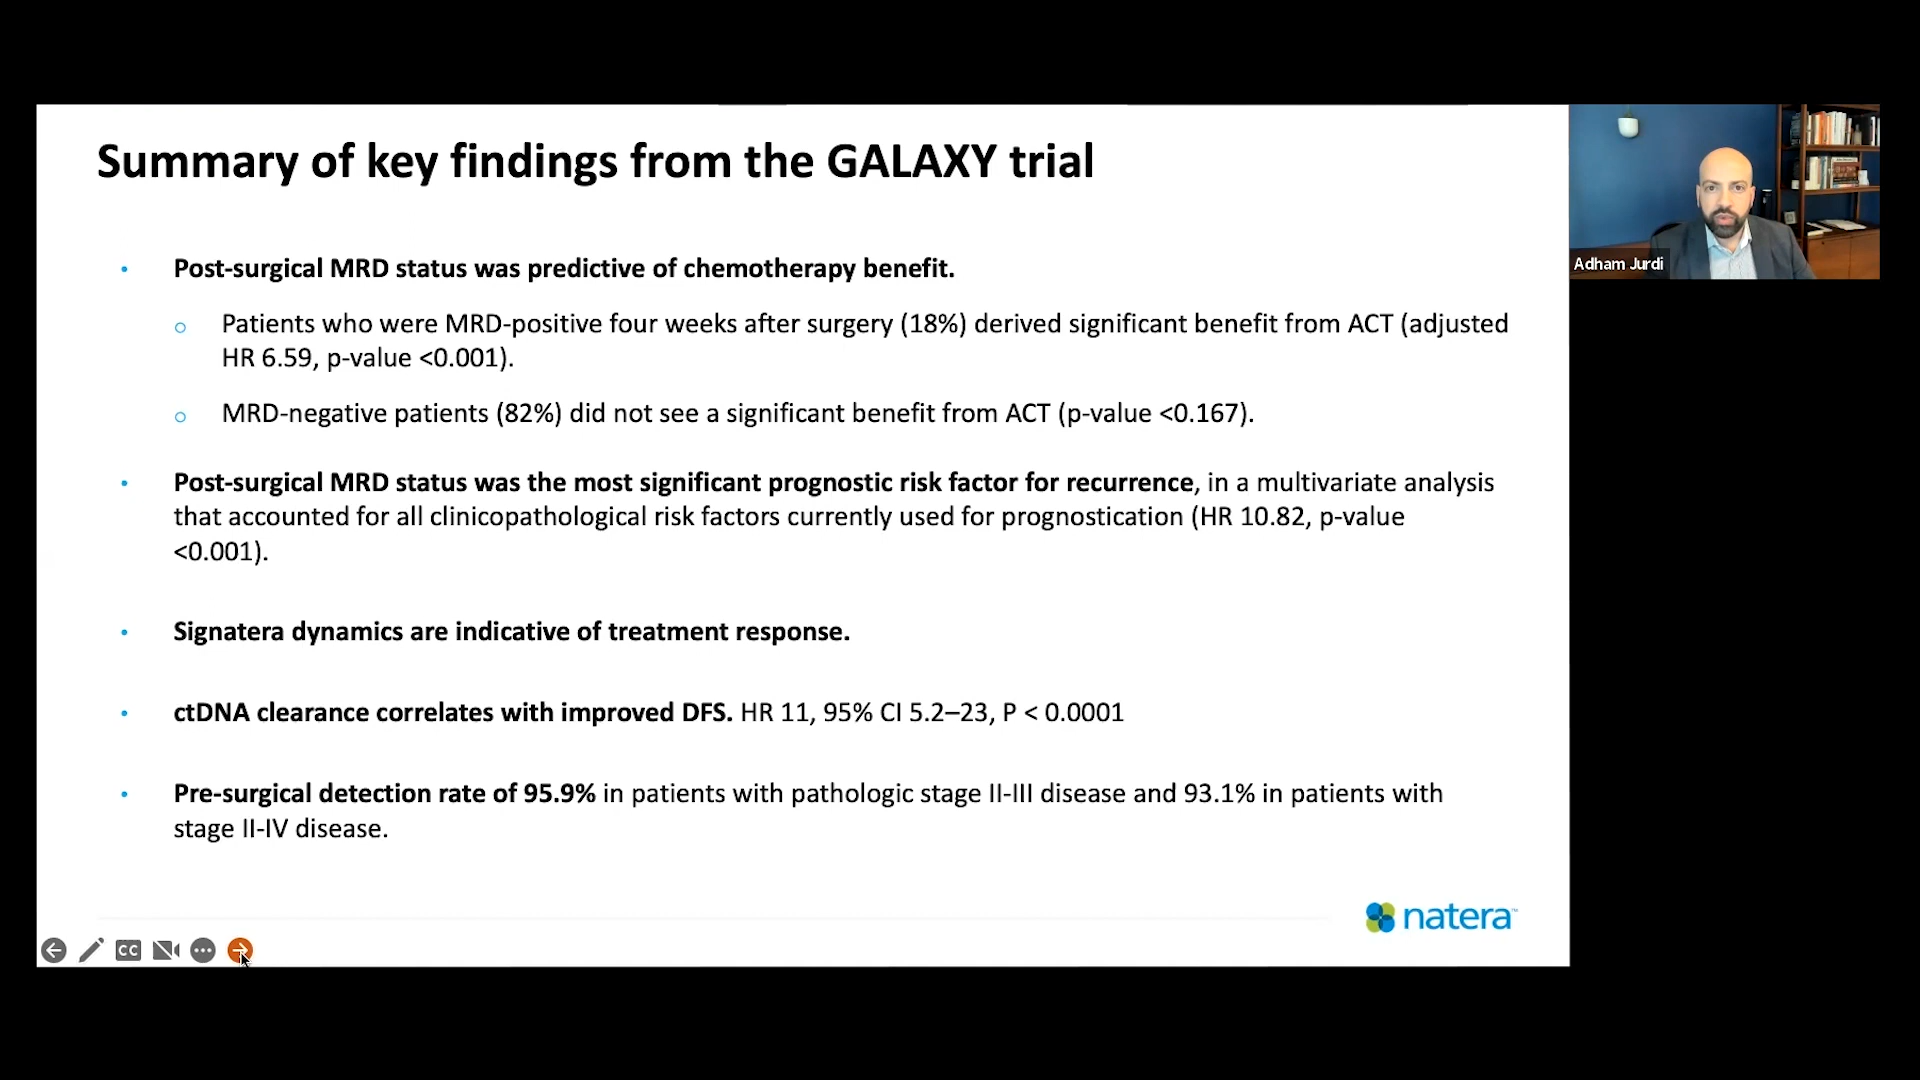 Summary of key findings from the GALAXY trial
• Post-surgical MRD status was predictive of chemotherapy benefit.
o Patients who were MRD-positive four weeks after surgery (18%) derived significant benefit from ACT (adjusted
HR 6.59, p-value <0.001).
o MRD-negative patients (82%) did not see a significant benefit from ACT (p-value <0.167).
• Post-surgical MRD status was the most significant prognostic risk factor for recurrence, in a multivariate analysis
that accounted for all clinicopathological risk factors currently used for prognostication (HR 10.82, p-value
<0.001).
• Signatera dynamics are indicative of treatment response.
• ctDNA clearance correlates with improved DFS. HR 11, 95% CI 5.2–23, P < 0.0001
• Pre-surgical detection rate of 95.9% in patients with pathologic stage II-III disease and 93.1% in patients with
stage II-IV disease.
natera™
CC
Adham Jurdi